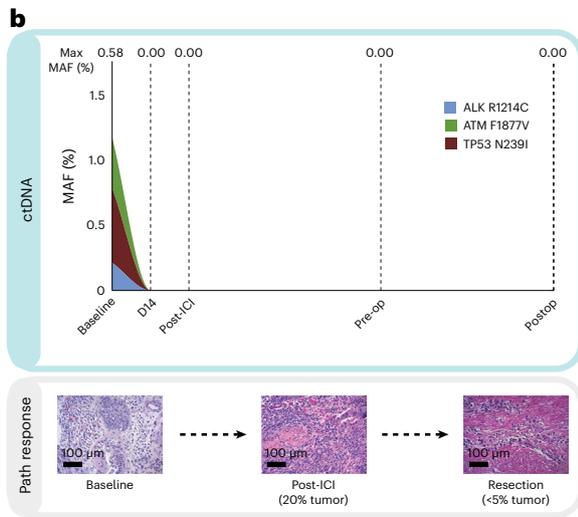 b
Max MAF (%) 0.58 0.00 0.00 0.00 0.00
ctDNA
MAF (%)
1.5
1.0
0.5
0
ALK R1214C
ATM F1877V
TP53 N239I
Baseline D14 Post-ICI Pre-op Postop
Path response
100 µm 100 µm 100 µm
Baseline
Post-ICI
(20% tumor)
Resection
(<5% tumor)